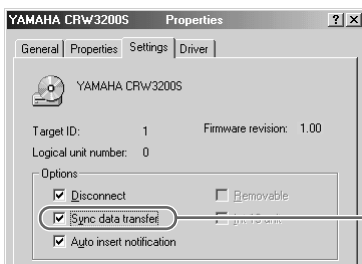 YAMAHA CRW3200S Properties ? ×
General Properties Settings Driver
YAMAHA CRW3200S
Target ID: 1 Firmware revision: 1.00
Logical unit number: 0
Options
Disconnect Removable
Sync data transfer
Auto insert notification